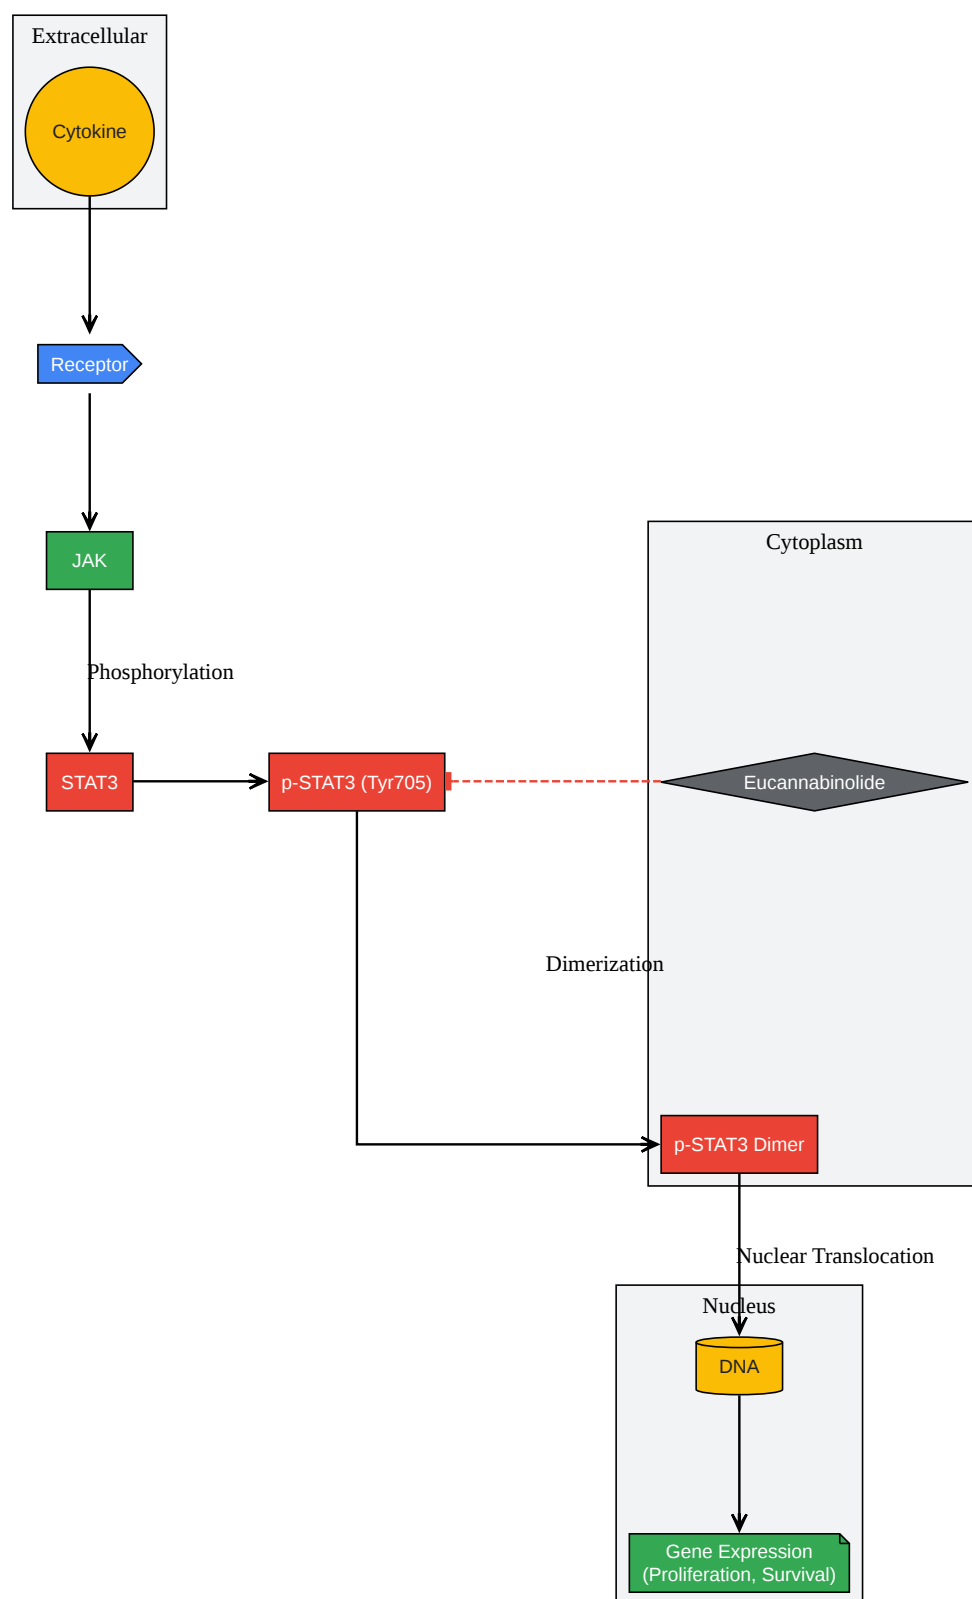 Extracellular
Cytokine
Receptor
JAK
Cytoplasm
Phosphorylation
STAT3
p-STAT3 (Tyr705)
Eucannabinolide
Dimerization
p-STAT3 Dimer
Nuclear Translocation
Nucleus
DNA
Gene Expression
(Proliferation, Survival)